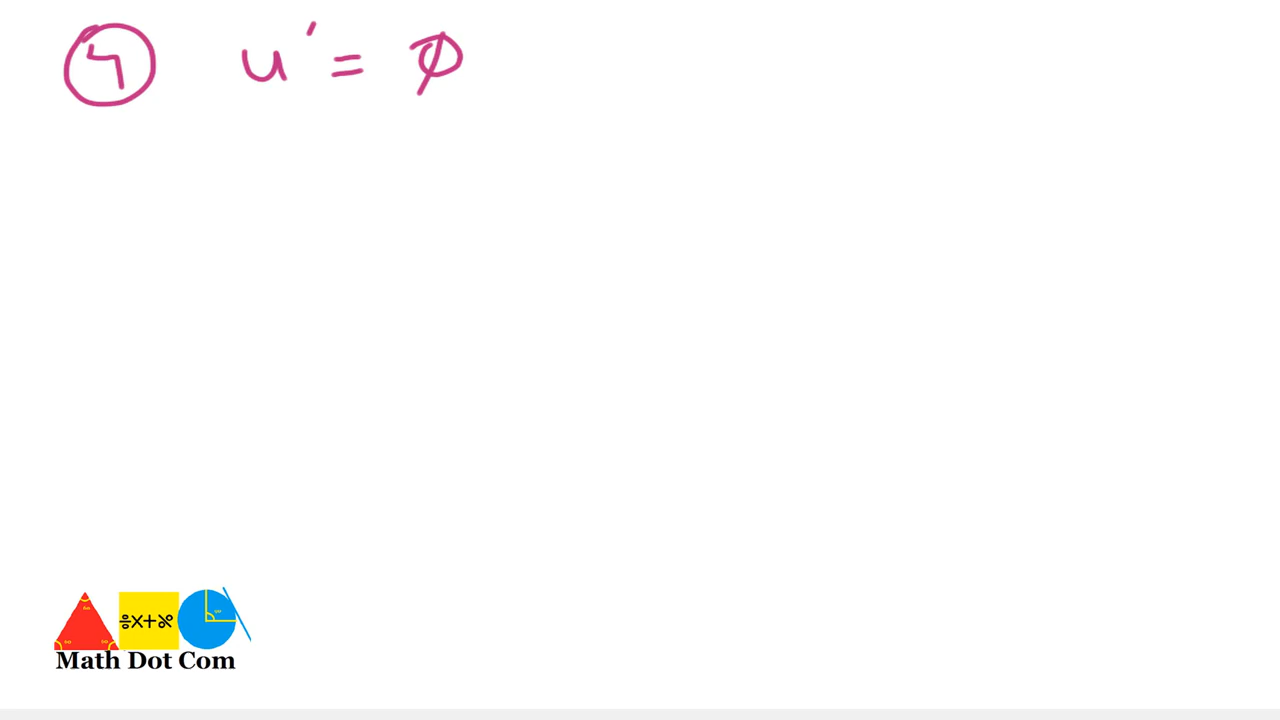 4 u' = φ
÷×+%
Math Dot Com